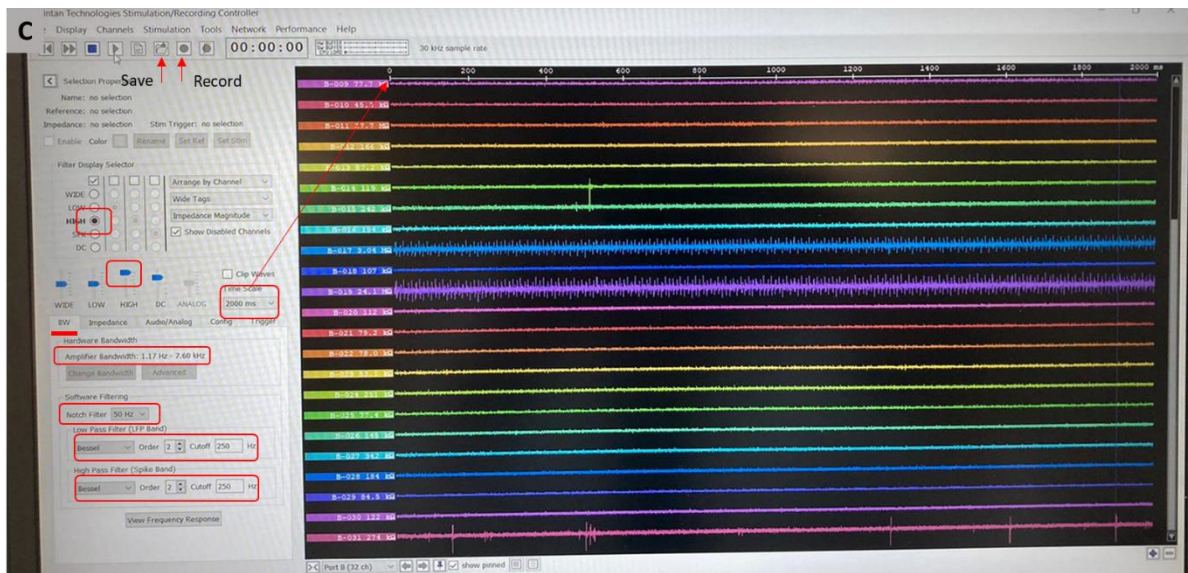 C
Intan Technologies Stimulation/Recording Controller
Display Channels Stimulation Tools Network Performance Help
00:00:00
30 kHz sample rate
Save
Record
Selection Properties
Name: no selection
Reference: no selection
Impedance: no selection Stim Trigger: no selection
Enable Color Rename Set Ref Set Stim
Filter Display Selector
WIDE
LOW
HIGH
DC
Arrange by Channel
Wide Tags
Impedance Magnitude
Show Disabled Channels
Clip Waves
Time Scale
2000 ms
WIDE LOW HIGH DC ANALOG
BW Impedance Audio/Analog Config Trigger
Hardware Bandwidth
Amplifier Bandwidth: 1.17 Hz - 7.60 kHz
Change Bandwidth Advanced
Software Filtering
Notch Filter 50 Hz
Low Pass Filter (LFP Band)
Bessel Order 2 Cutoff 250 Hz
High Pass Filter (Spike Band)
Bessel Order 2 Cutoff 250 Hz
View Frequency Response
0 200 400 600 800 1000 1200 1400 1600 1800 2000 ms
B-009 77.7 kΩ
B-010 45.5 kΩ
B-014 119 kΩ
B-016 154 kΩ
B-017 3.04 MΩ
B-018 107 kΩ
B-019 24.1 MΩ
B-020 112 kΩ
B-021 79.2 kΩ
B-022 78.0 kΩ
B-025 77.4 kΩ
B-026 145 kΩ
B-027 342 kΩ
B-028 184 kΩ
B-029 84.5 kΩ
B-030 122 kΩ
B-031 274 kΩ
Port B (32 ch)
show pinned